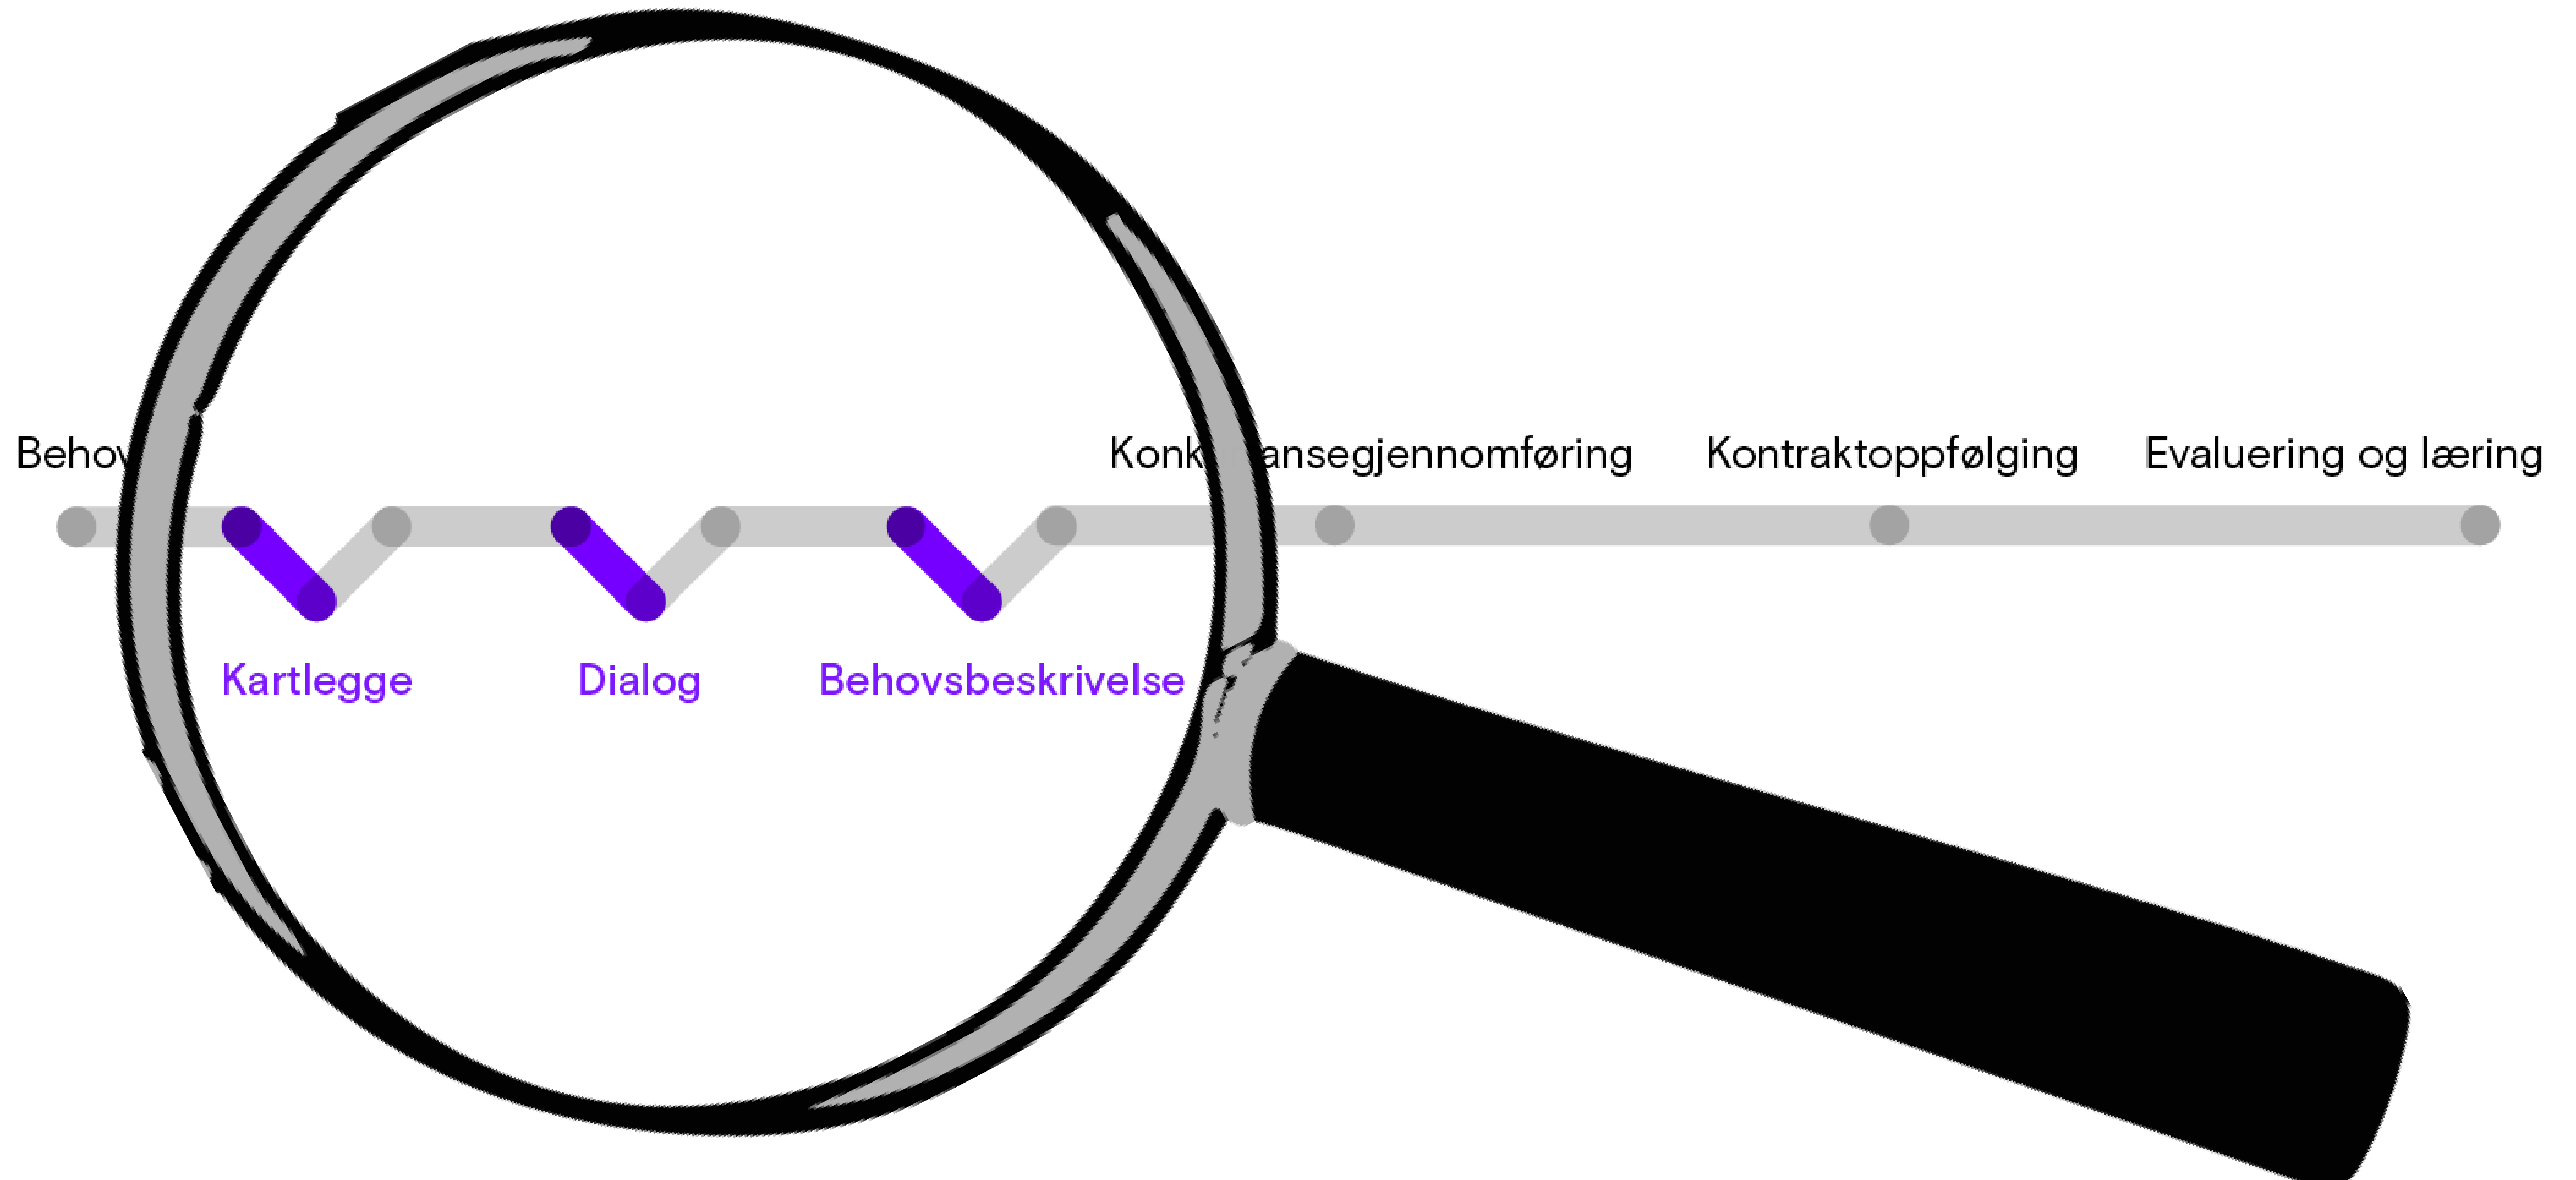 Behov
Konk ansegjennomføring
Kontraktoppfølging
Evaluering og læring
Kartlegge
Dialog
Behovsbeskrivelse